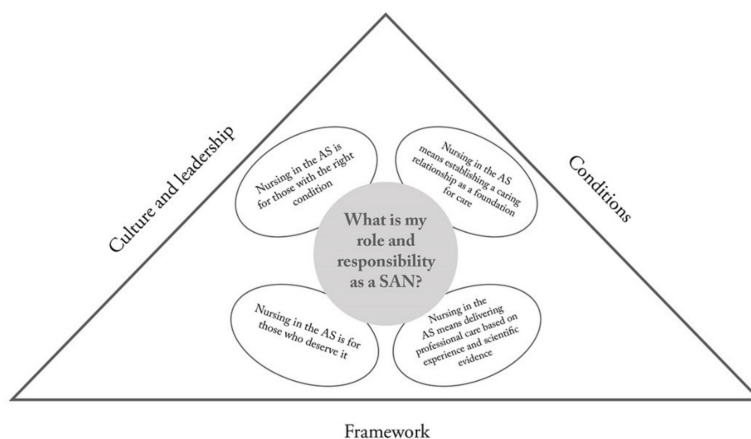 Culture and leadership
Conditions
Nursing in the AS is
for those with the right
condition
Nursing in the AS
means establishing a caring
relationship as a foundation
for care
What is my
role and
responsibility
as a SAN?
Nursing in the AS is for
those who deserve it
Nursing in the
AS means delivering
professional care based on
experience and scientific
evidence
Framework